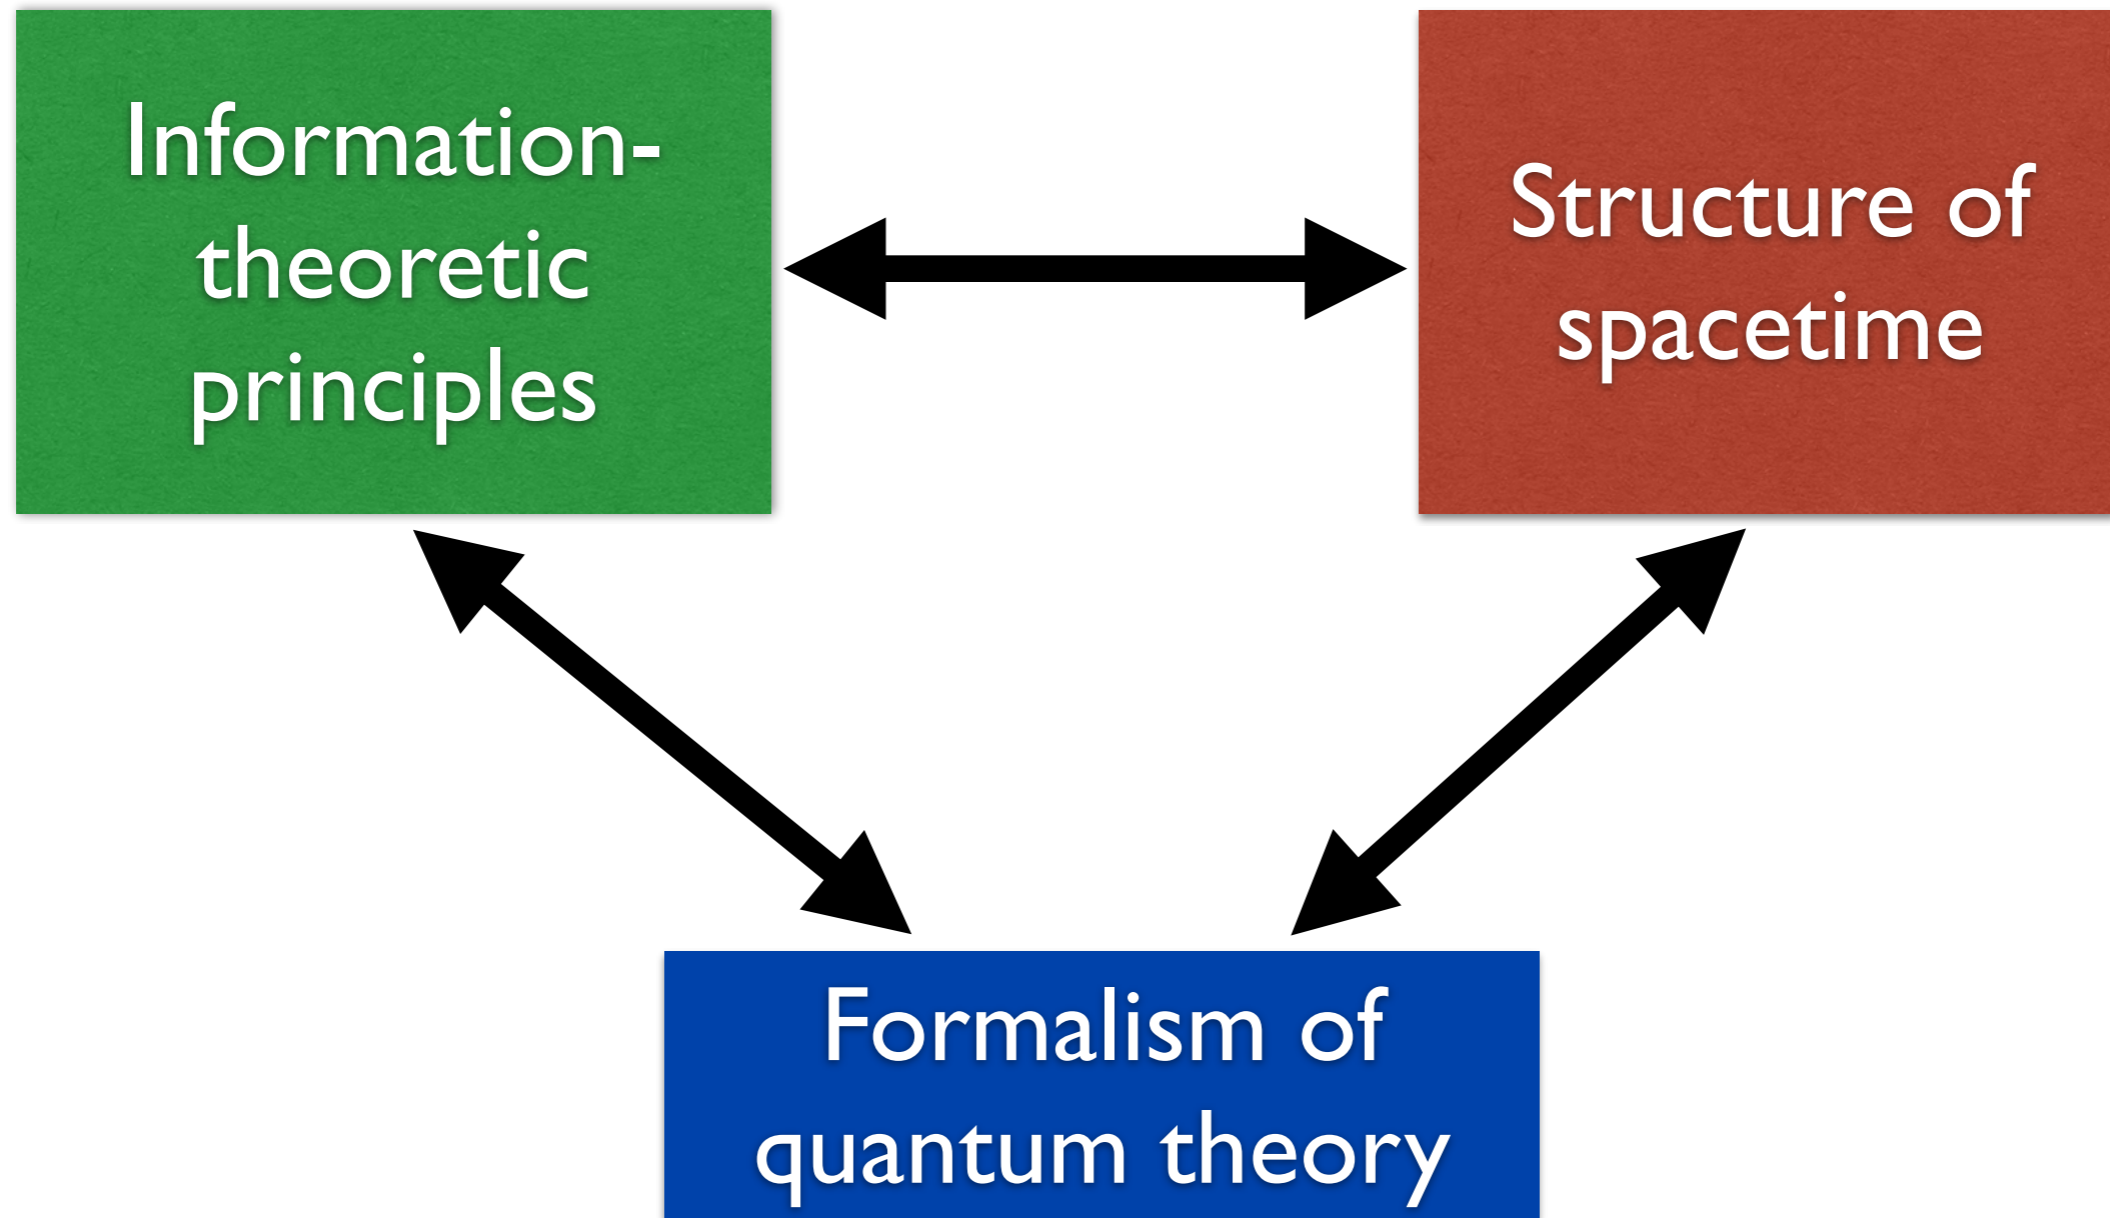 Information-
theoretic
principles
Structure of
spacetime
Formalism of
quantum theory